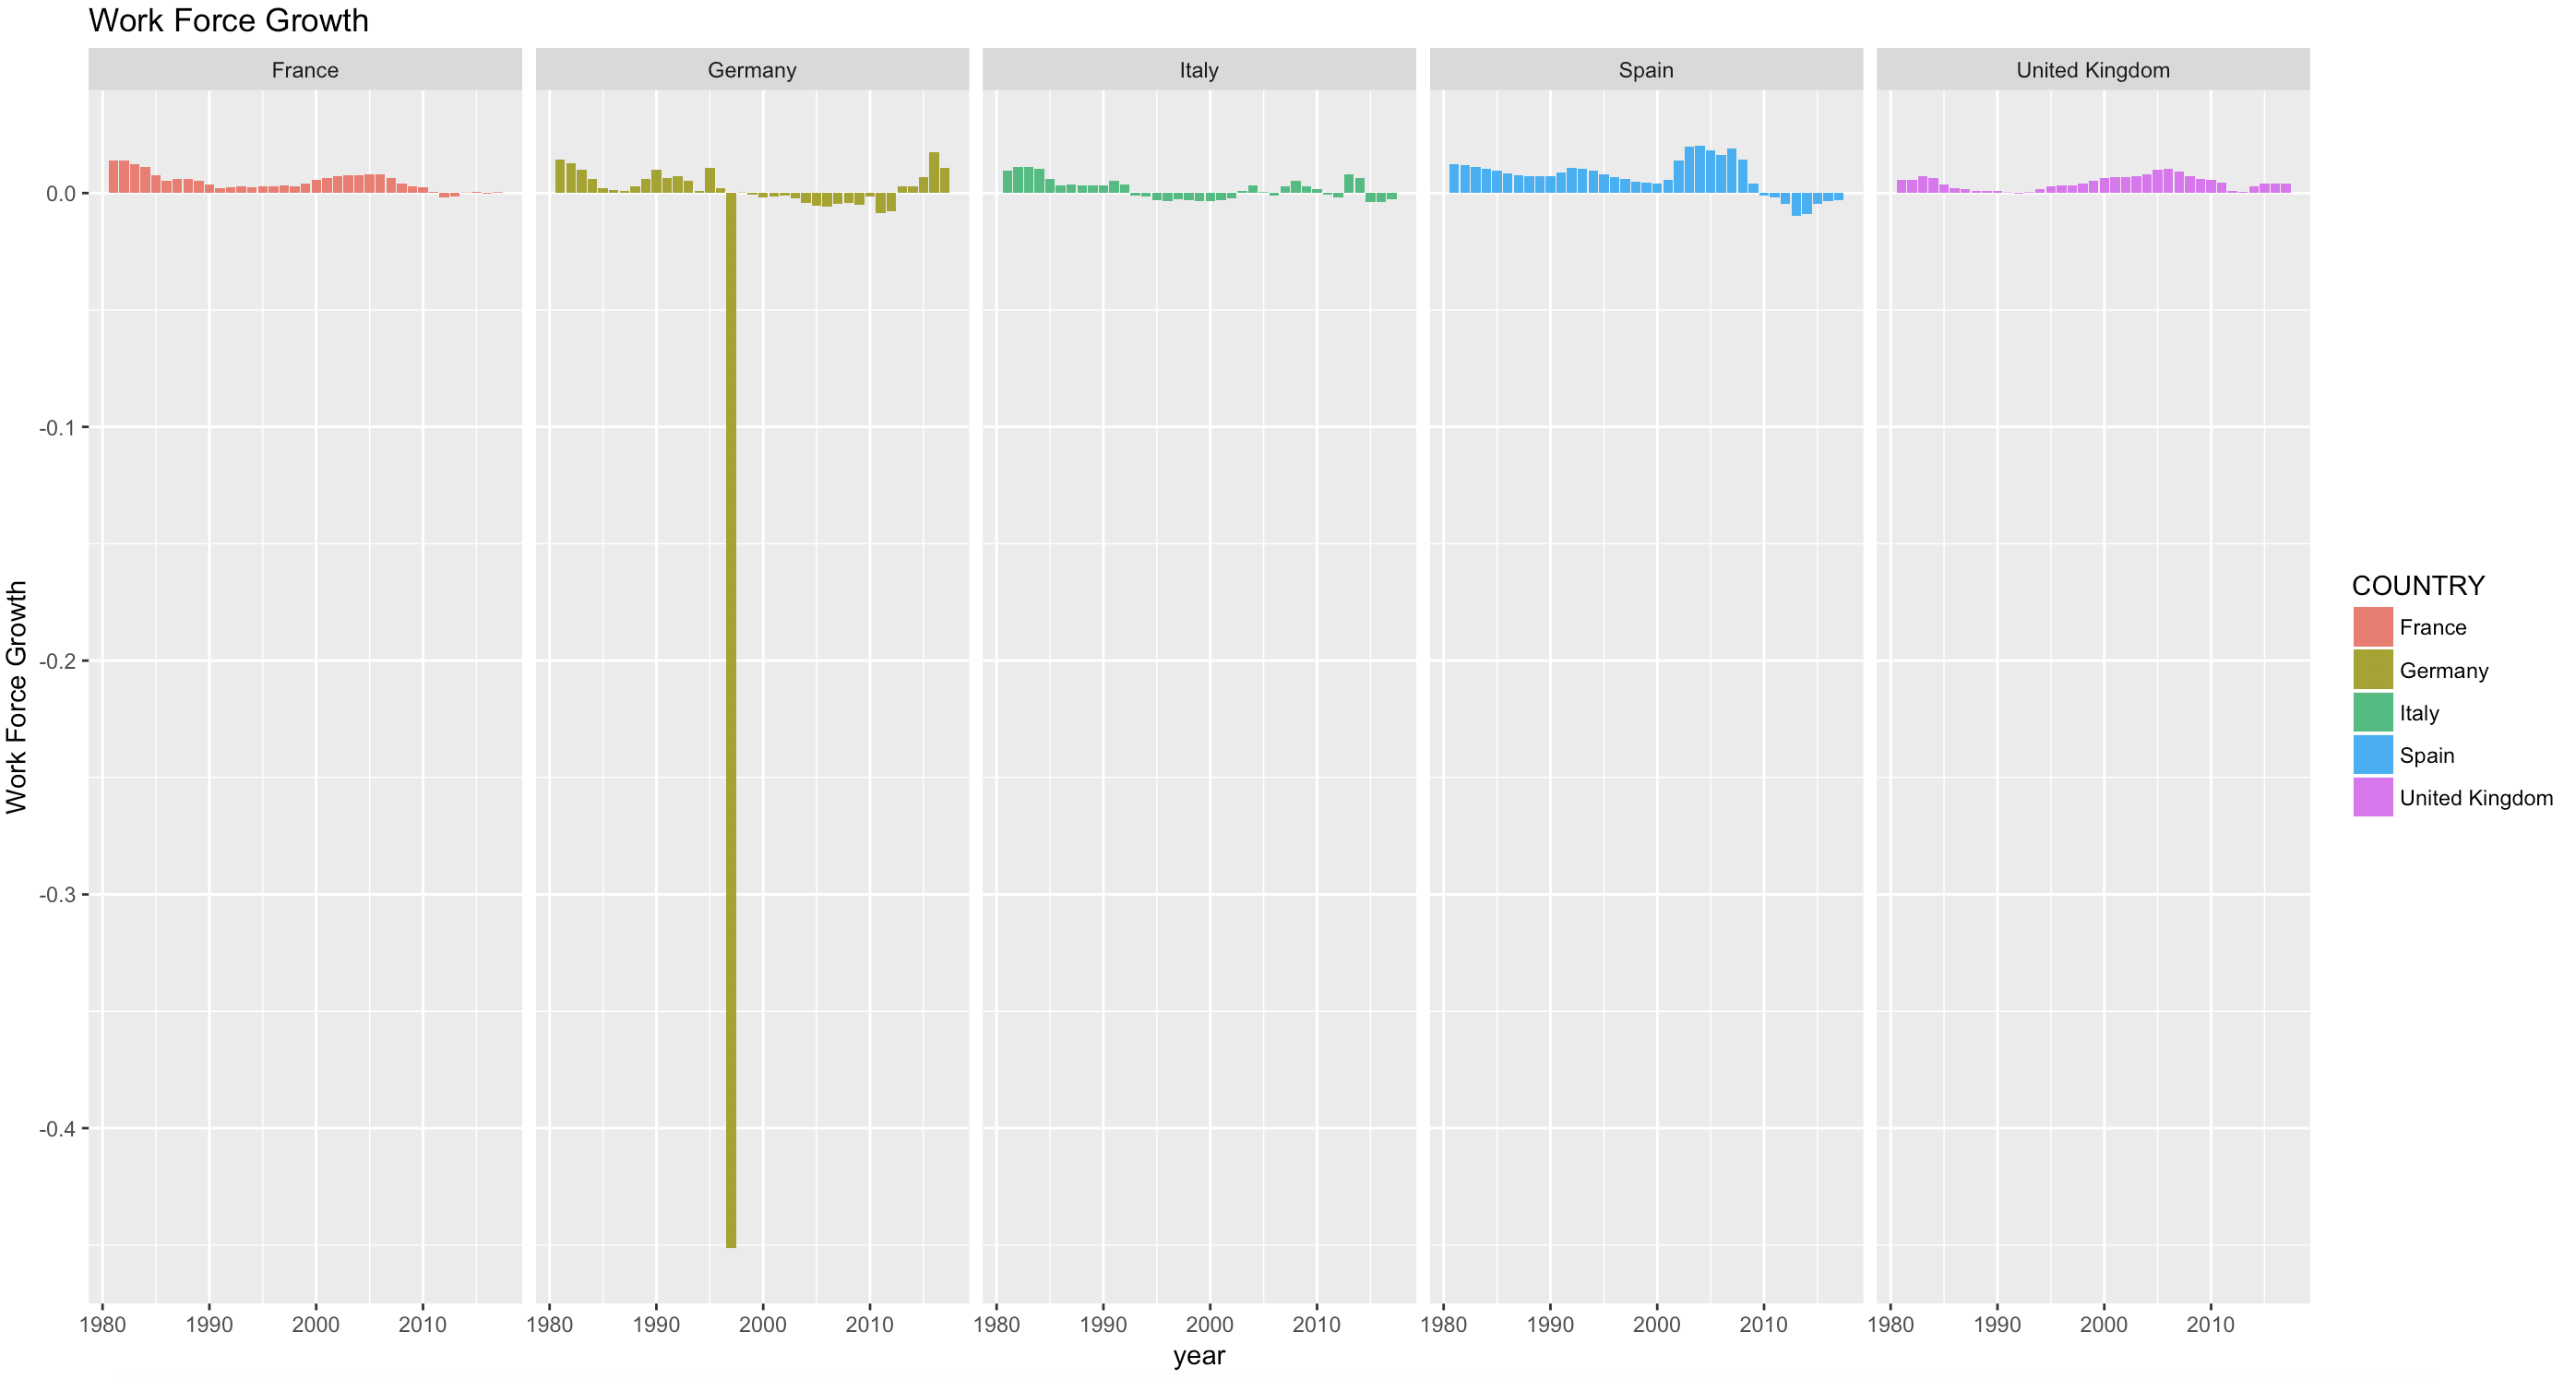 Work Force Growth
France Germany Italy Spain United Kingdom
Work Force Growth
0.0
-0.1
-0.2
-0.3
-0.4
1980 1990 2000 2010 1980 1990 2000 2010 1980 1990 2000 2010 1980 1990 2000 2010 1980 1990 2000 2010
year
COUNTRY
France
Germany
Italy
Spain
United Kingdom